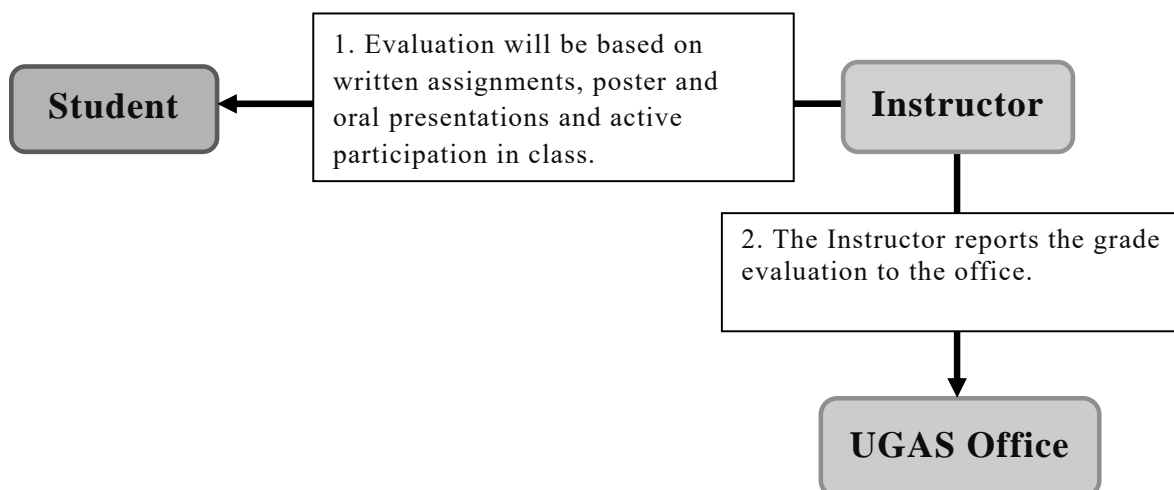 1. Evaluation will be based on
written assignments, poster and
oral presentations and active
participation in class.
Student
Instructor
2. The Instructor reports the grade
evaluation to the office.
UGAS Office